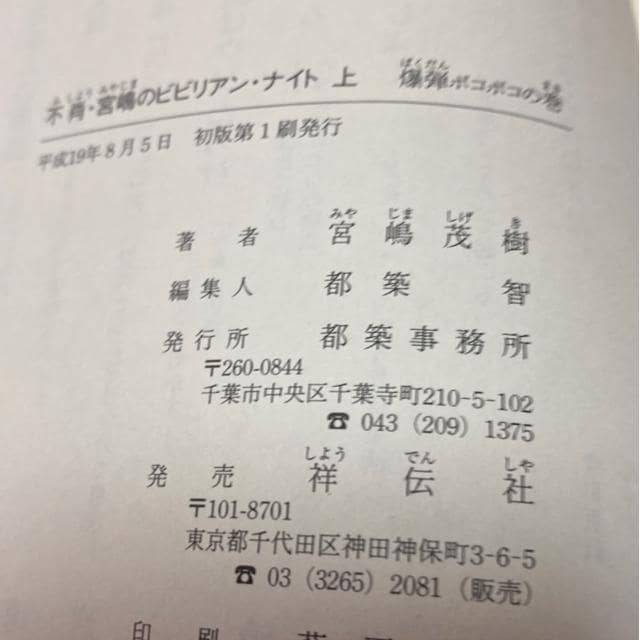 不肖・宮嶋のビビリアン・ナイト 上 爆弾ボコボコの巻
平成19年8月5日 初版第1刷発行
著者 宮嶋茂樹
編集人 都築智
発行所 都築事務所
〒260-0844
千葉市中央区千葉寺町210-5-102
☎ 043 (209) 1375
発売 祥伝社
〒101-8701
東京都千代田区神田神保町3-6-5
☎ 03 (3265) 2081 (販売)
印刷